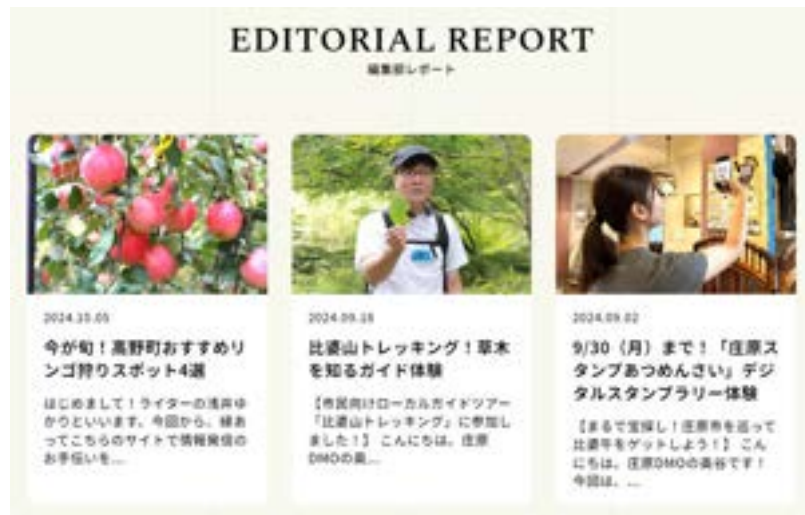 EDITORIAL REPORT
編集部レポート
2024.10.05
今が旬！高野町おすすめリ
ンゴ狩りスポット4選
はじめまして！ライターの浅井ゆ
かりといいます。今回から、縁あ
ってこちらのサイトで情報発信の
お手伝いを...
2024.09.18
比婆山トレッキング！草木
を知るガイド体験
【市民向けローカルガイドツアー
「比婆山トレッキング」に参加し
ました！】 こんにちは。庄原
DMOの...
2024.09.02
9/30（月）まで！「庄原ス
タンプあつめんさい」デジ
タルスタンプラリー体験
【まるで宝探し！庄原市を巡って
比婆牛をゲットしよう！】 こん
にちは。庄原DMOの
です！
今回は、...